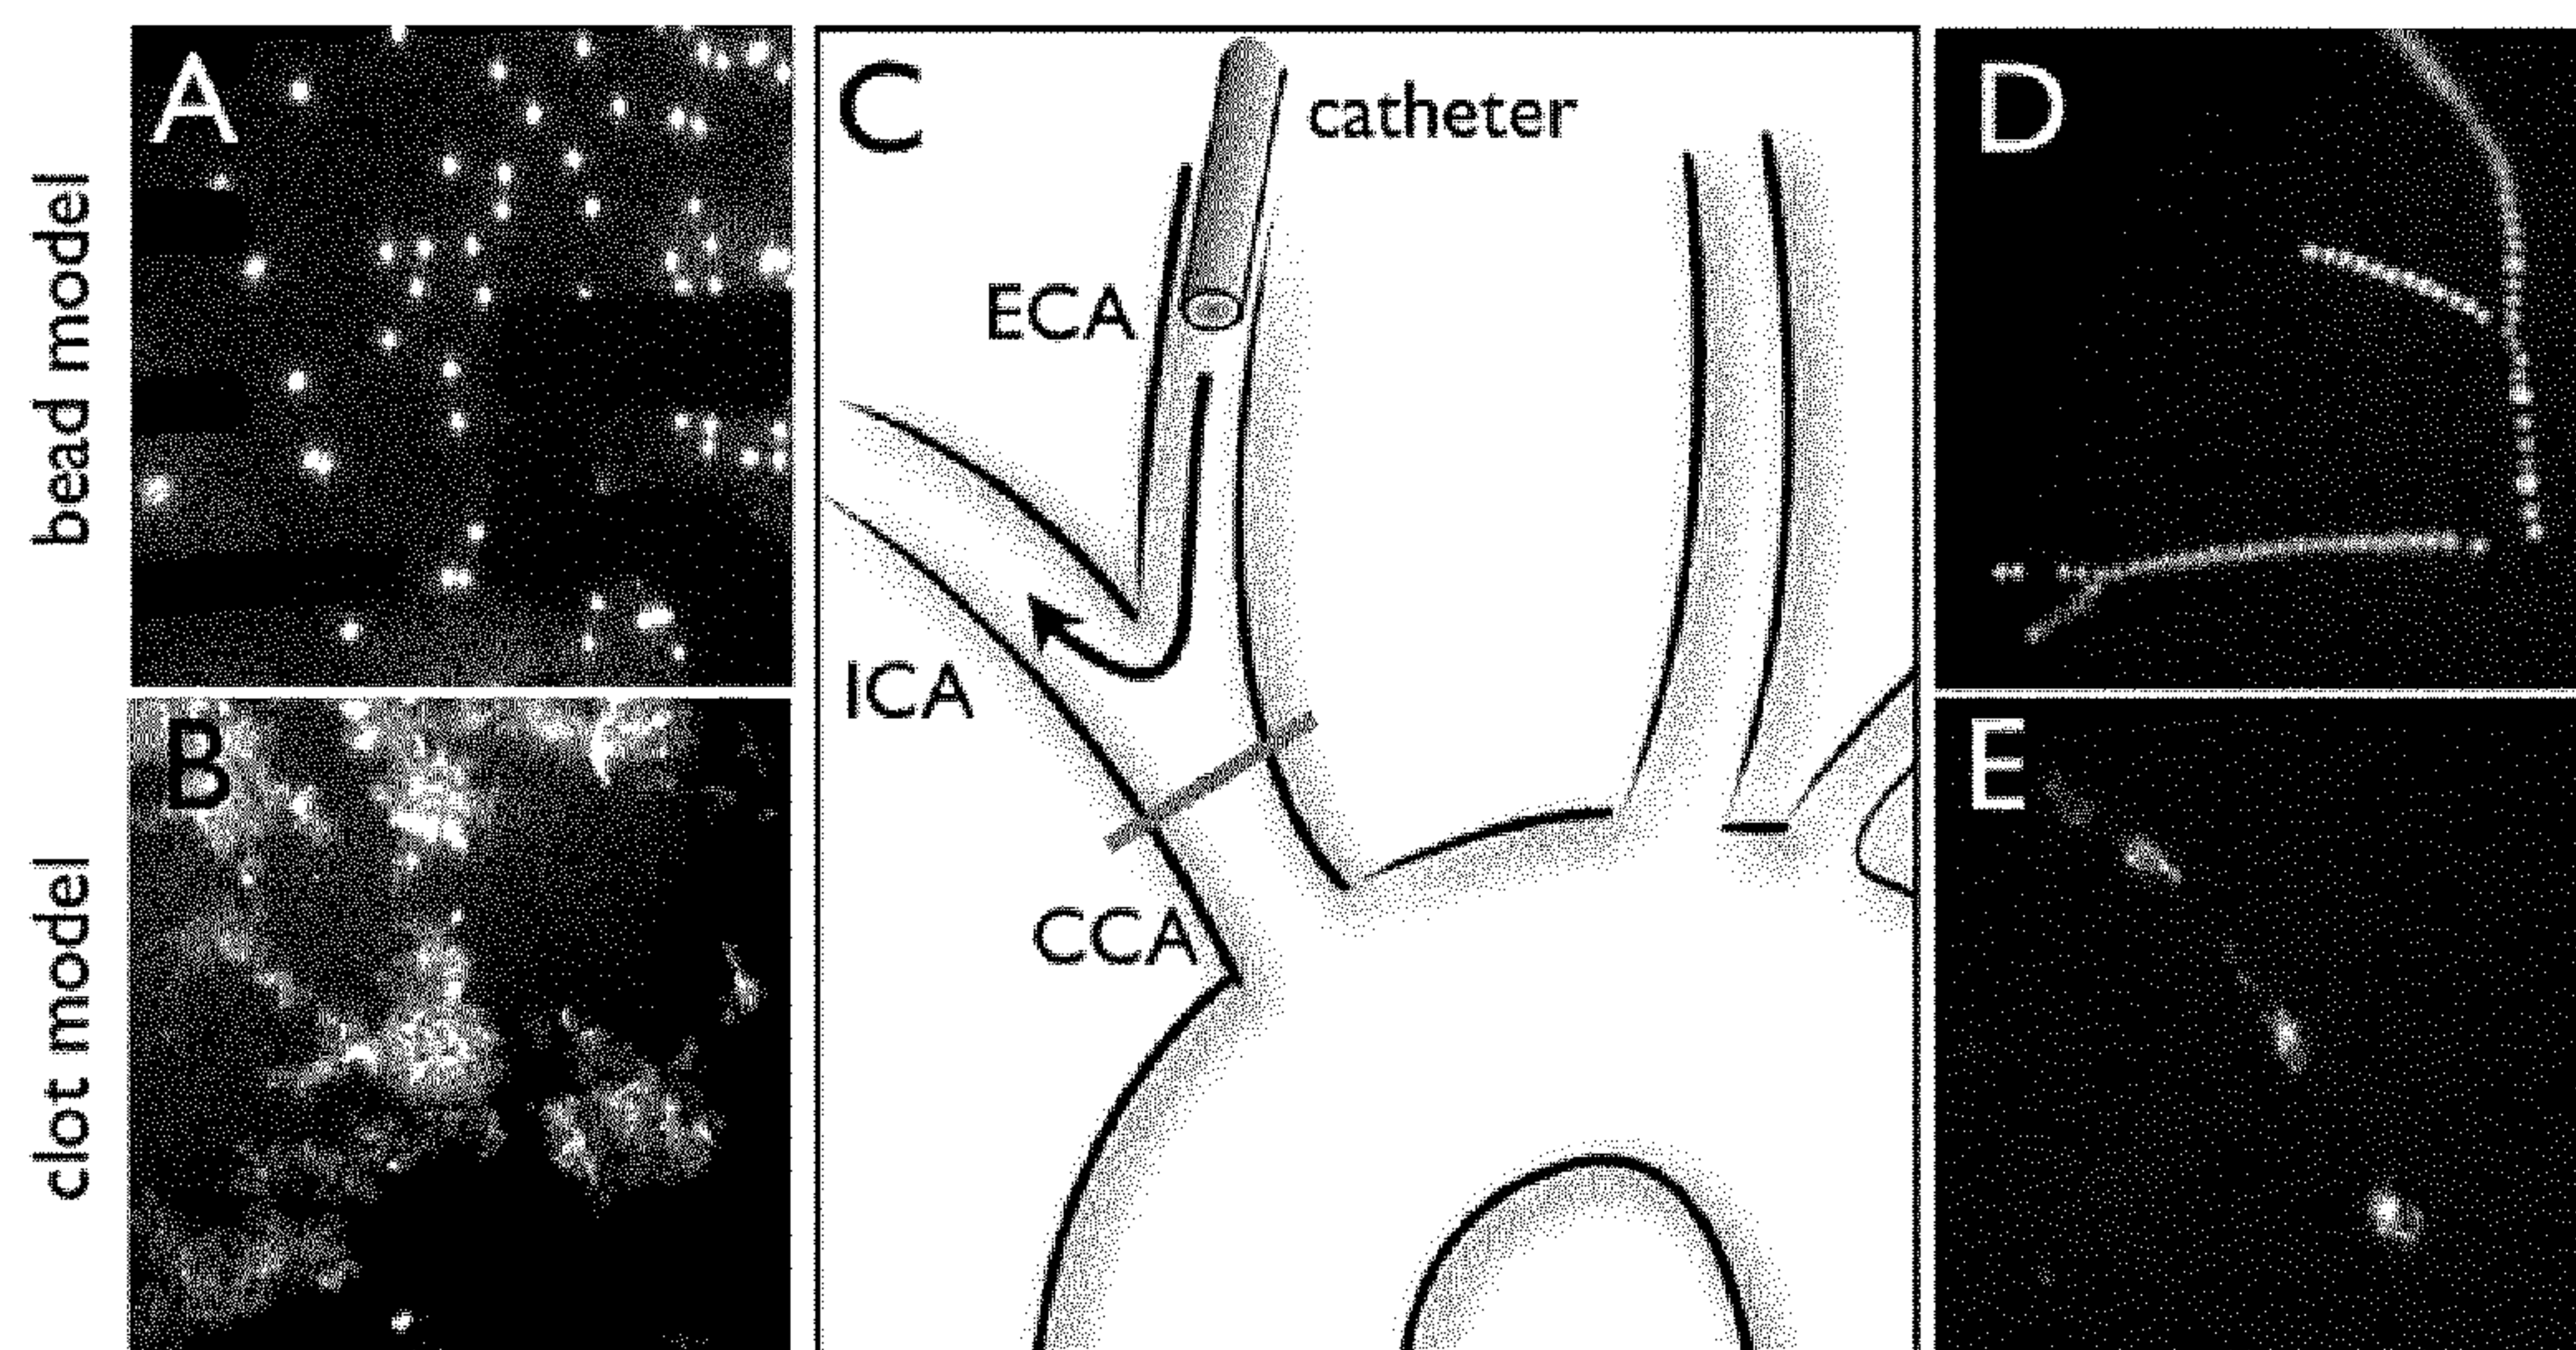 bead model
clot model
A
B
C
catheter
ECA
ICA
CCA
D
E